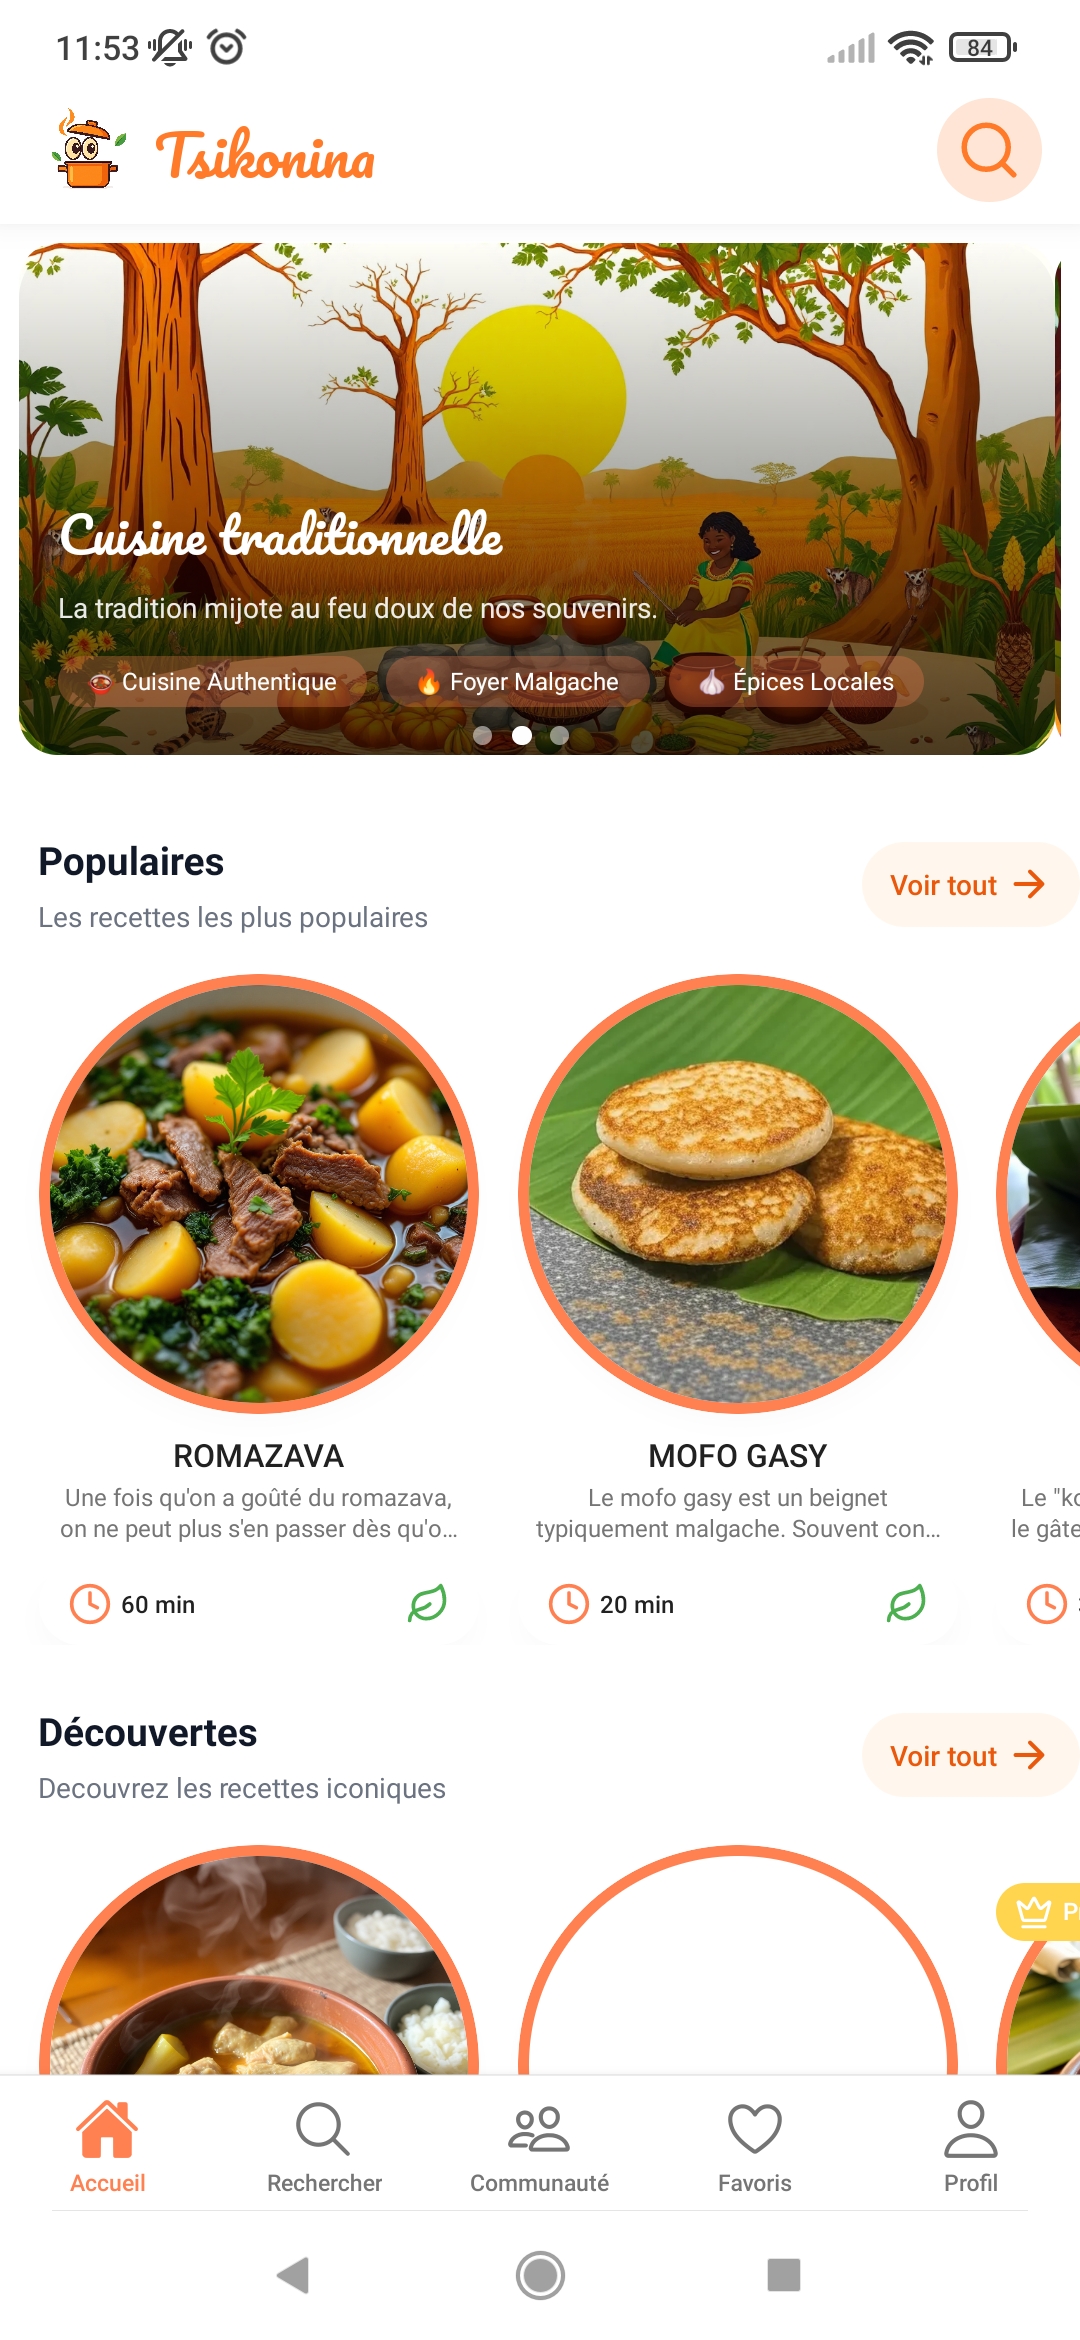 11:53
84
Tsikonina
Cuisine traditionnelle
La tradition mijote au feu doux de nos souvenirs.
Cuisine Authentique
Foyer Malgache
Épices Locales
Populaires
Voir tout
Les recettes les plus populaires
ROMAZAVA
MOFO GASY
Une fois qu'on a goûté du romazava,
on ne peut plus s'en passer dès qu'o...
Le mofo gasy est un beignet
typiquement malgache. Souvent con...
Le "ko
le gâte
60 min
20 min
Découvertes
Voir tout
Decouvrez les recettes iconiques
Accueil
Rechercher
Communauté
Favoris
Profil